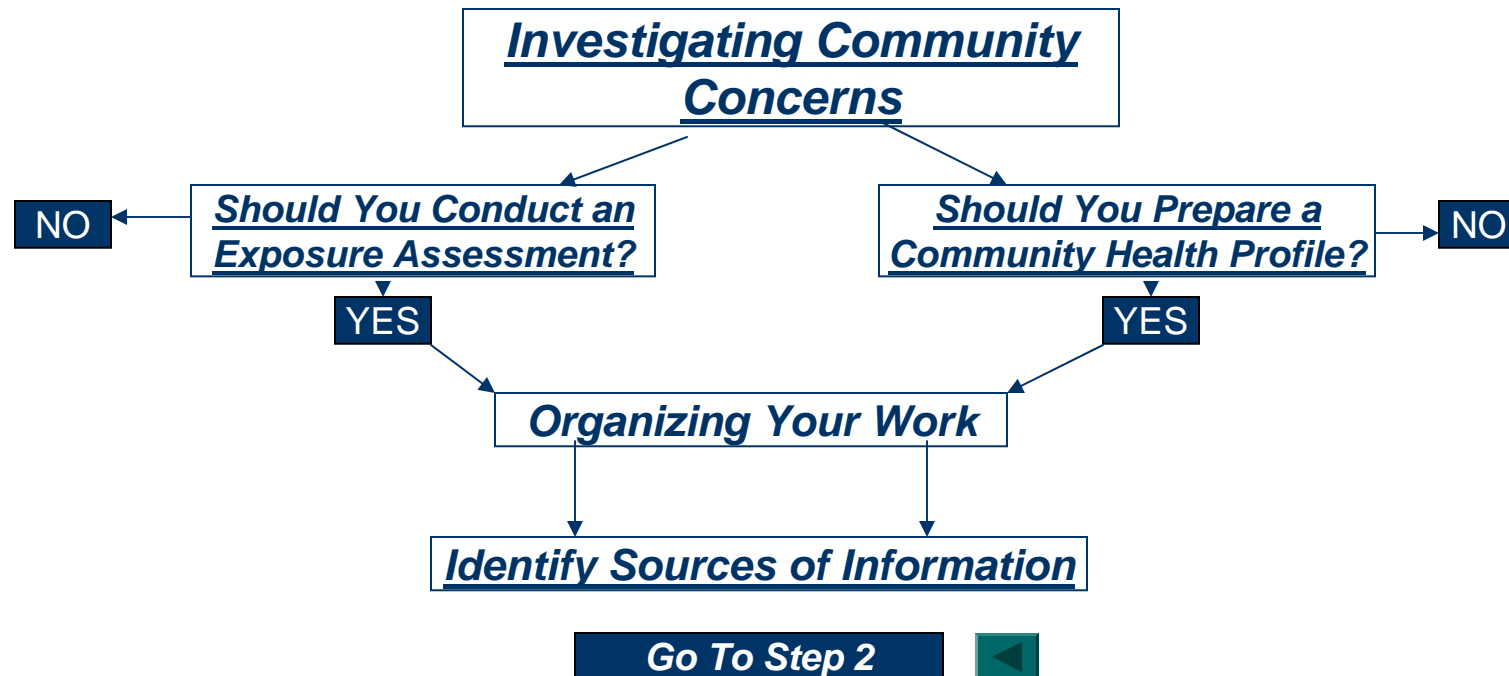 Investigating Community
Concerns
Should You Conduct an
Exposure Assessment?
NO
YES
Should You Prepare a
Community Health Profile?
NO
YES
Organizing Your Work
Identify Sources of Information
Go To Step 2